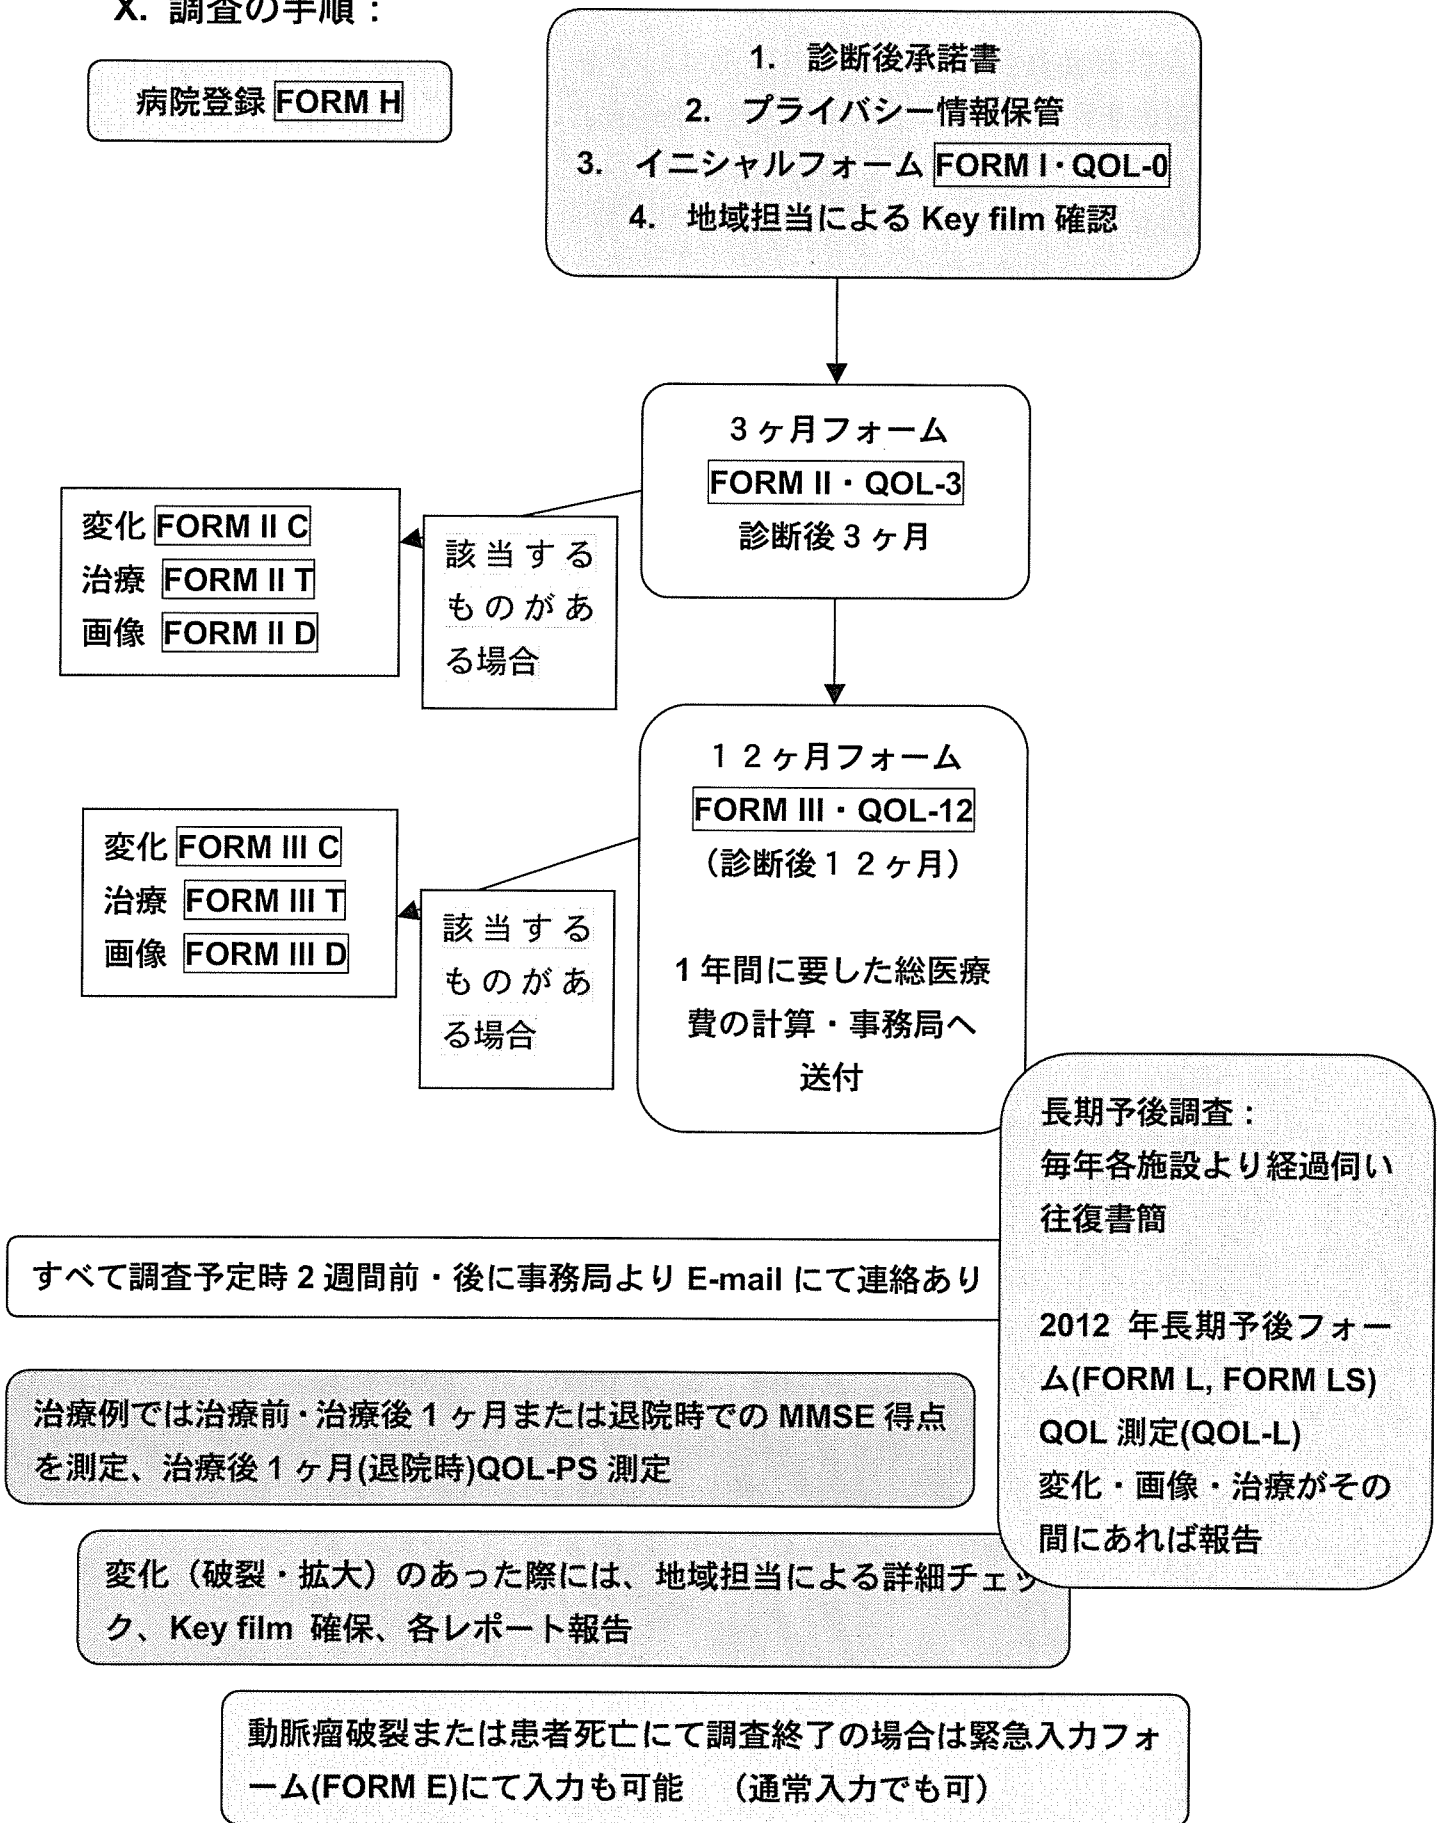 X. 調査の手順：
病院登録 FORM H
1. 診断後承諾書
2. プライバシー情報保管
3. イニシャルフォーム FORM I・QOL-0
4. 地域担当による Key film 確認
３ヶ月フォーム
FORM II・QOL-3
診断後３ヶ月
変化 FORM II C
治療 FORM II T
画像 FORM II D
該当する
ものがあ
る場合
１２ヶ月フォーム
FORM III・QOL-12
（診断後１２ヶ月）
1 年間に要した総医療
費の計算・事務局へ
送付
変化 FORM III C
治療 FORM III T
画像 FORM III D
該当する
ものがあ
る場合
長期予後調査：
毎年各施設より経過伺い
往復書簡
2012 年長期予後フォー
ム(FORM L, FORM LS)
QOL 測定(QOL-L)
変化・画像・治療がその
間にあれば報告
すべて調査予定時 2 週間前・後に事務局より E-mail にて連絡あり
治療例では治療前・治療後 1 ヶ月または退院時での MMSE 得点
を測定、治療後 1 ヶ月(退院時)QOL-PS 測定
変化（破裂・拡大）のあった際には、地域担当による詳細チェッ
ク、Key film 確保、各レポート報告
動脈瘤破裂または患者死亡にて調査終了の場合は緊急入力フォ
ーム(FORM E)にて入力も可能 （通常入力でも可）